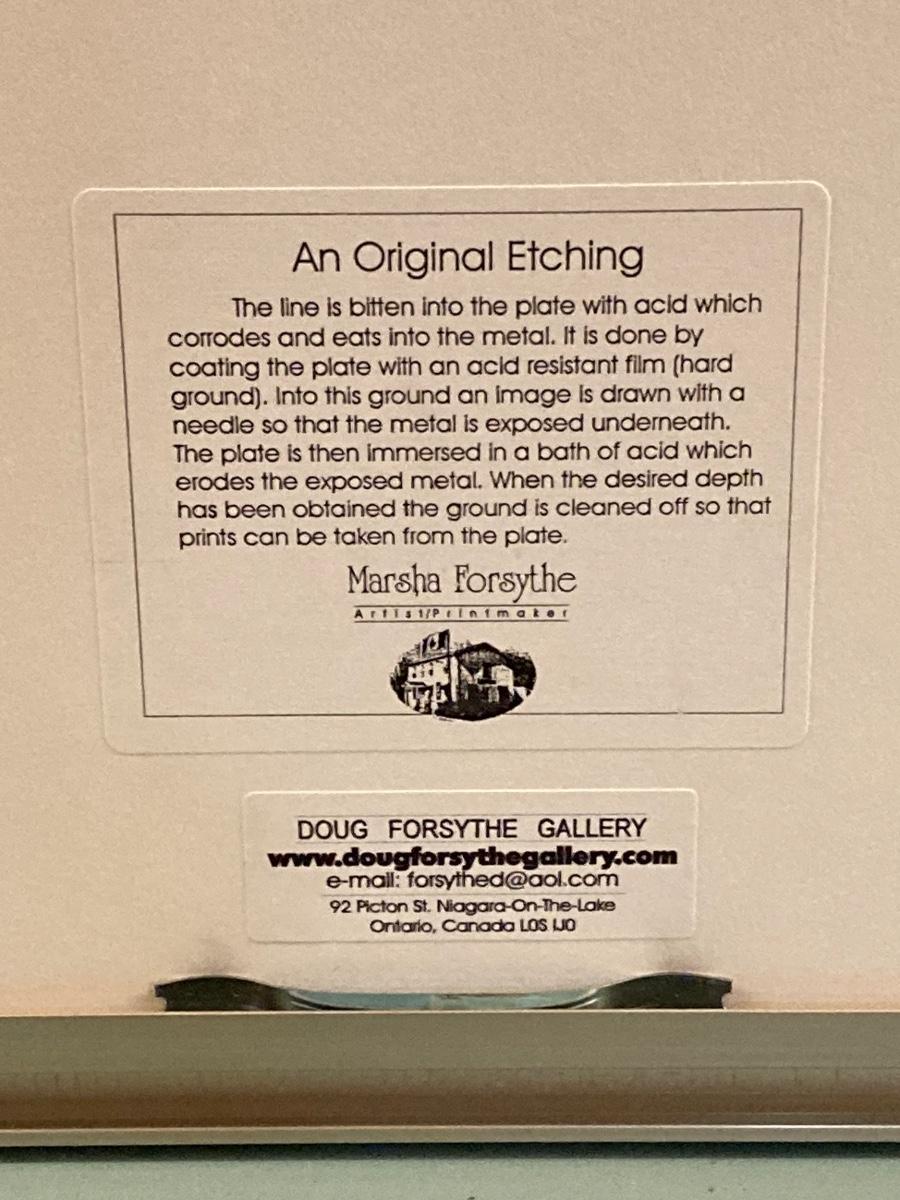 An Original Etching
The line is bitten into the plate with acid which
corrodes and eats into the metal. It is done by
coating the plate with an acid resistant film (hard
ground). Into this ground an image is drawn with a
needle so that the metal is exposed underneath.
The plate is then immersed in a bath of acid which
erodes the exposed metal. When the desired depth
has been obtained the ground is cleaned off so that
prints can be taken from the plate.
Marsha Forsythe
Artist/Printmaker
DOUG FORSYTHE GALLERY
www.dougforsythegallery.com
e-mail: forsythed@aol.com
92 Picton St. Niagara-On-The-Lake
Ontario, Canada L0S 1J0